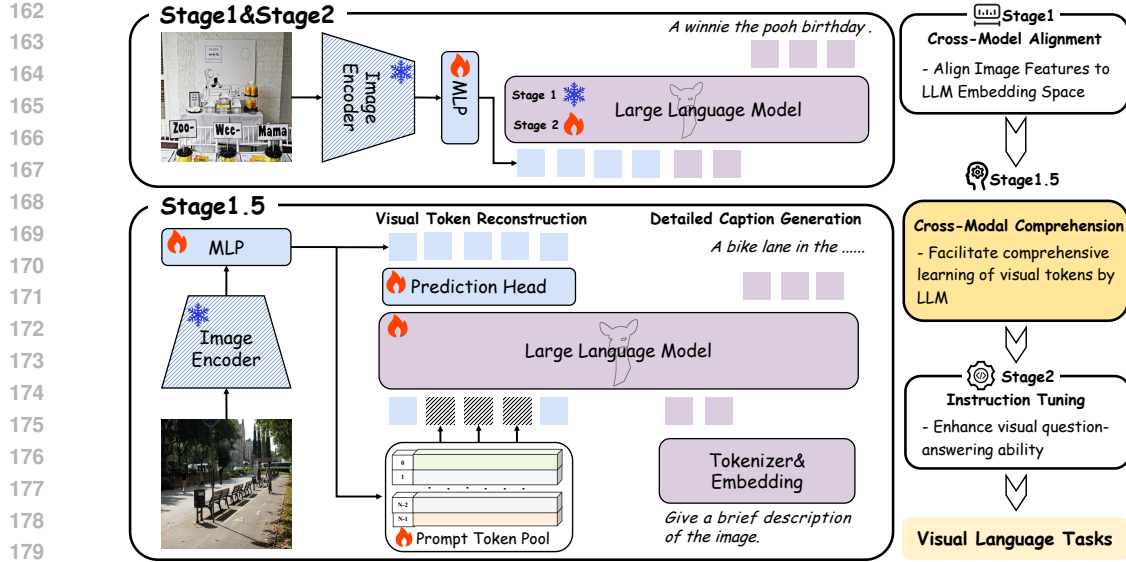 162
163
164
165
166
167
168
169
170
171
172
173
174
175
176
177
178
179
Stage1&Stage2
A winnie the pooh birthday .
Image Encoder
MLP
Stage 1
Stage 2
Large Language Model
Zoo-
Wee-
Mama
Stage1.5
MLP
Image
Encoder
Visual Token Reconstruction
Prediction Head
Detailed Caption Generation
A bike lane in the ......
Large Language Model
0
1
N-2
N-1
Prompt Token Pool
Tokenizer&
Embedding
Give a brief description
of the image.
Stage1
Cross-Model Alignment
- Align Image Features to
LLM Embedding Space
Stage1.5
Cross-Modal Comprehension
- Facilitate comprehensive
learning of visual tokens by
LLM
Stage2
Instruction Tuning
- Enhance visual question-
answering ability
Visual Language Tasks